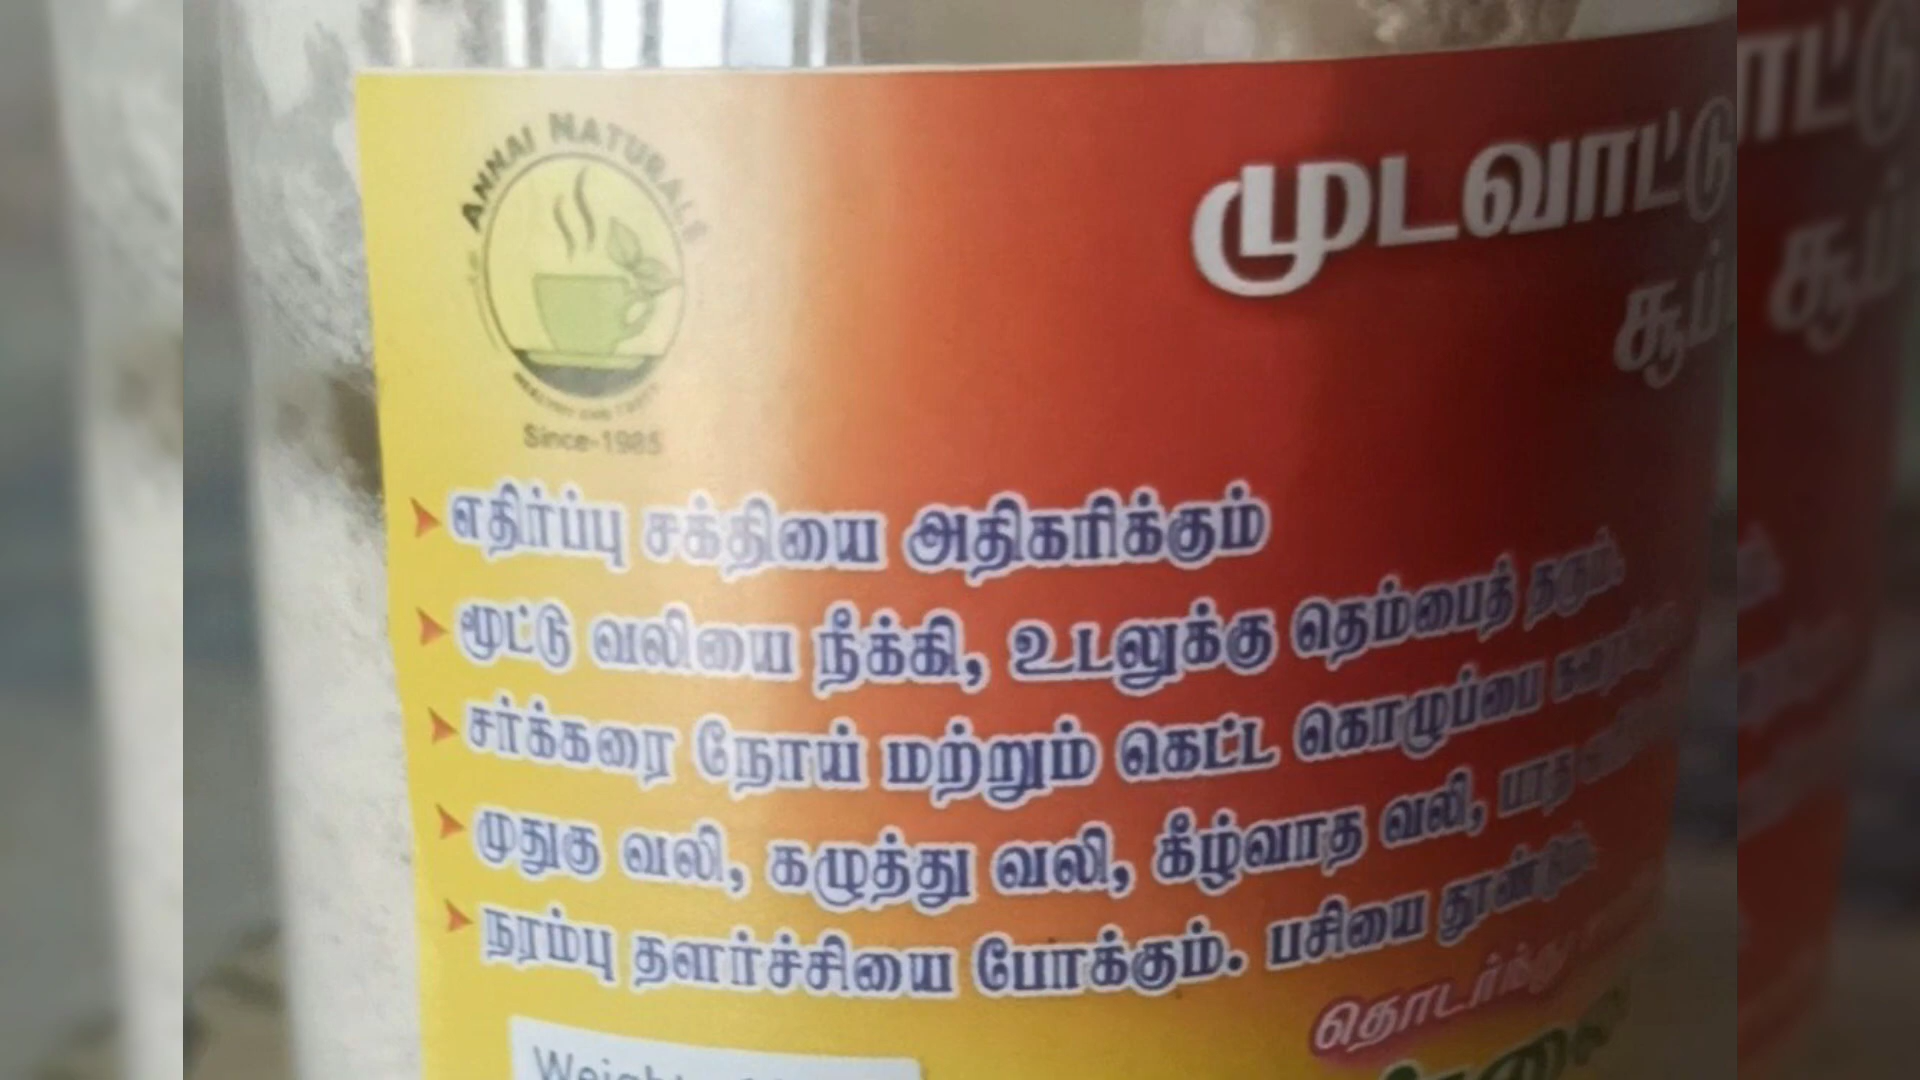 ANNAI NATURALS
Since-1985
முடவாட்டு
சூப்
எதிர்ப்பு சக்தியை அதிகரிக்கும்
மூட்டு வலியை நீக்கி, உடலுக்கு தெம்பைத் தரும்.
சர்க்கரை நோய் மற்றும் கெட்ட கொழுப்பை
முதுகு வலி, கழுத்து வலி, கீழ்வாத வலி, பாத
நரம்பு தளர்ச்சியை போக்கும். பசியை தூண்டும்.
தொடர்ந்து
Weight